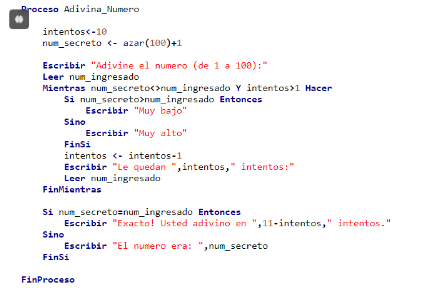 Proceso Adivina_Numero
intentos<-10
num_secreto <- azar(100)+1
Escribir "Adivine el numero (de 1 a 100):"
Leer num_ingresado
Mientras num_secreto<>num_ingresado Y intentos>1 Hacer
Si num_secreto>num_ingresado Entonces
Escribir "Muy bajo"
Sino
Escribir "Muy alto"
FinSi
intentos <- intentos-1
Escribir "Le quedan ",intentos," intentos:"
Leer num_ingresado
FinMientras
Si num_secreto=num_ingresado Entonces
Escribir "Exacto! Usted adivino en ",11-intentos," intentos."
Sino
Escribir "El numero era: ",num_secreto
FinSi
FinProceso